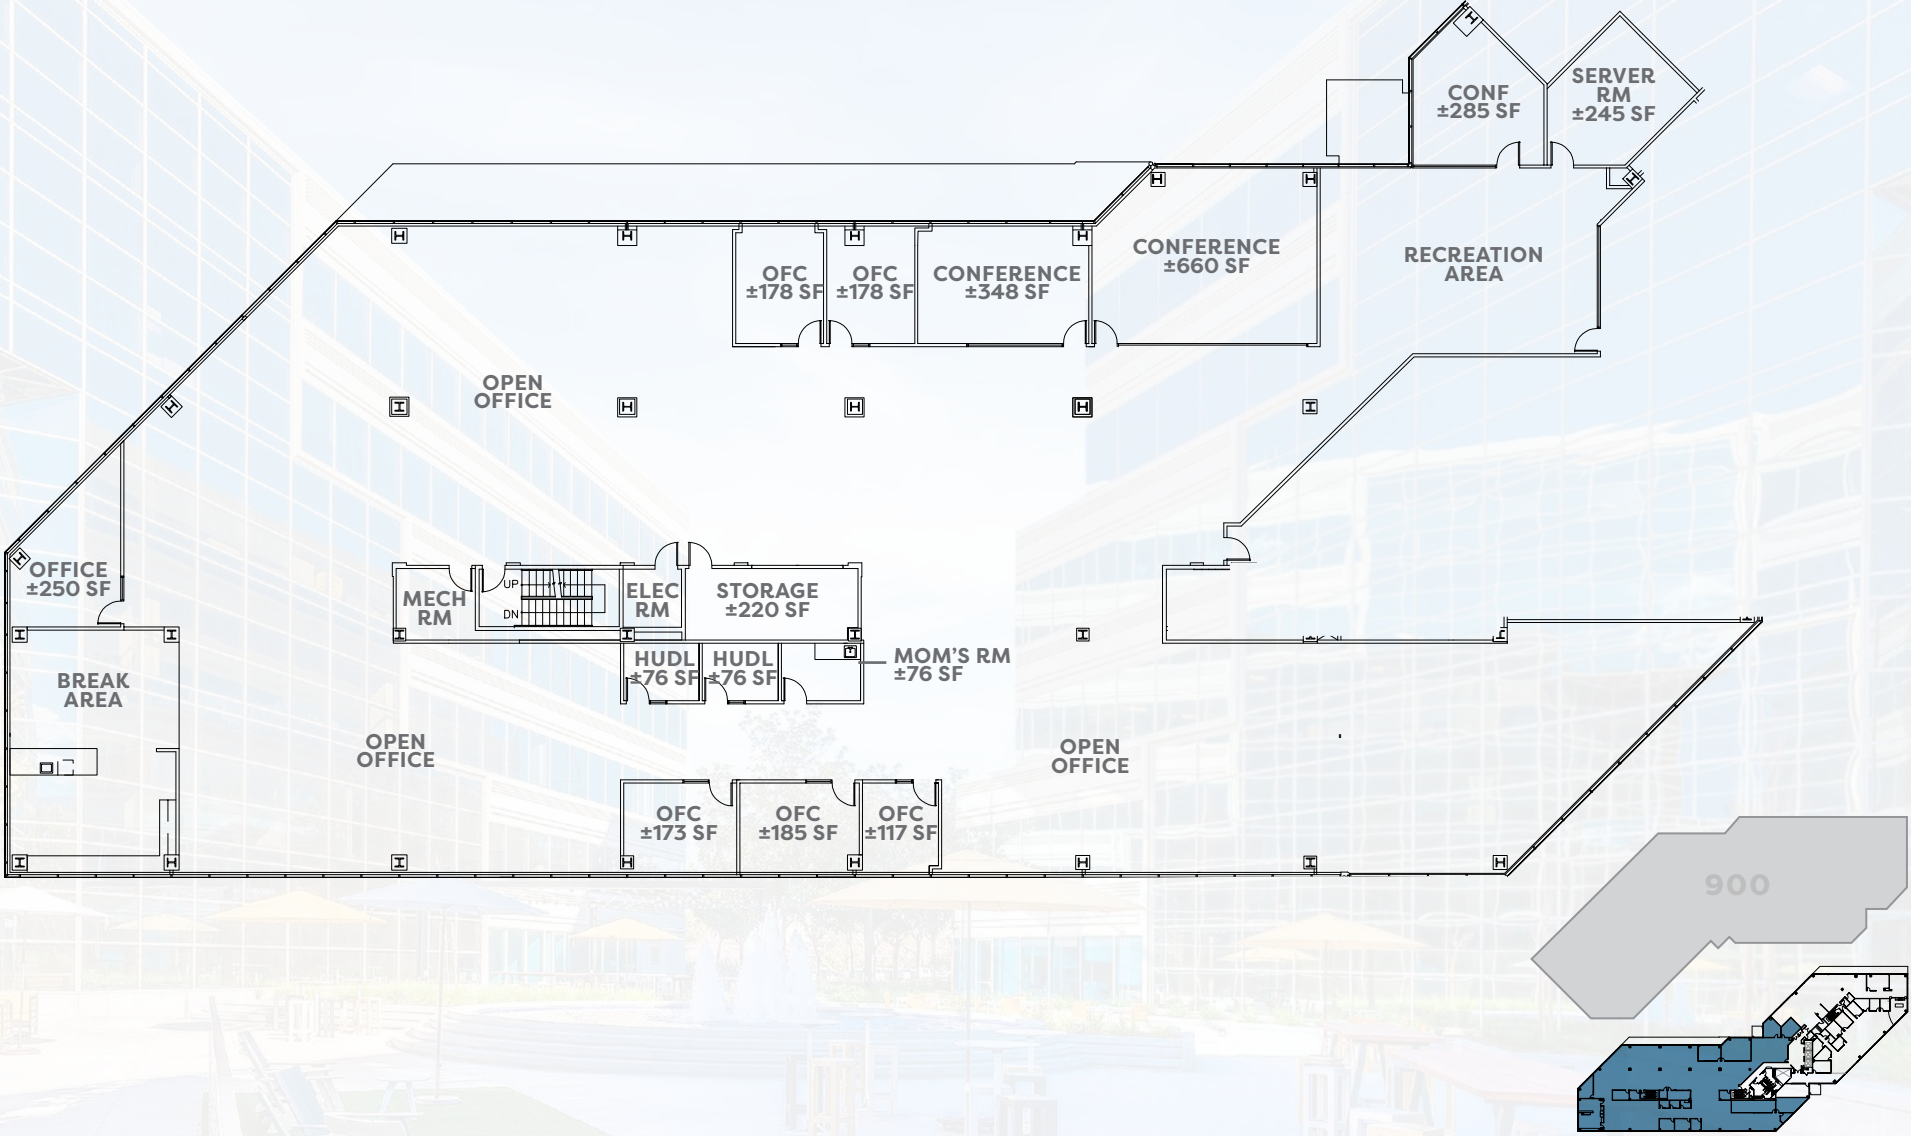 CONF
±285 SF
SERVER
RM
±245 SF
OFC
±178 SF
OFC
±178 SF
CONFERENCE
±348 SF
CONFERENCE
±660 SF
RECREATION
AREA
OPEN
OFFICE
OFFICE
±250 SF
MECH
RM
UP
DN
ELEC
RM
STORAGE
±220 SF
HUDL
±76 SF
HUDL
±76 SF
MOM'S RM
±76 SF
BREAK
AREA
OPEN
OFFICE
OPEN
OFFICE
OFC
±173 SF
OFC
±185 SF
OFC
±117 SF
900